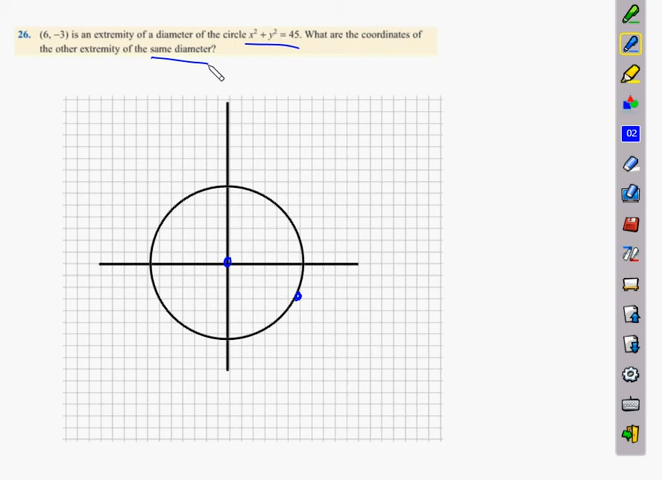 26. (6, −3) is an extremity of a diameter of the circle x² + y² = 45. What are the coordinates of
the other extremity of the same diameter?
02